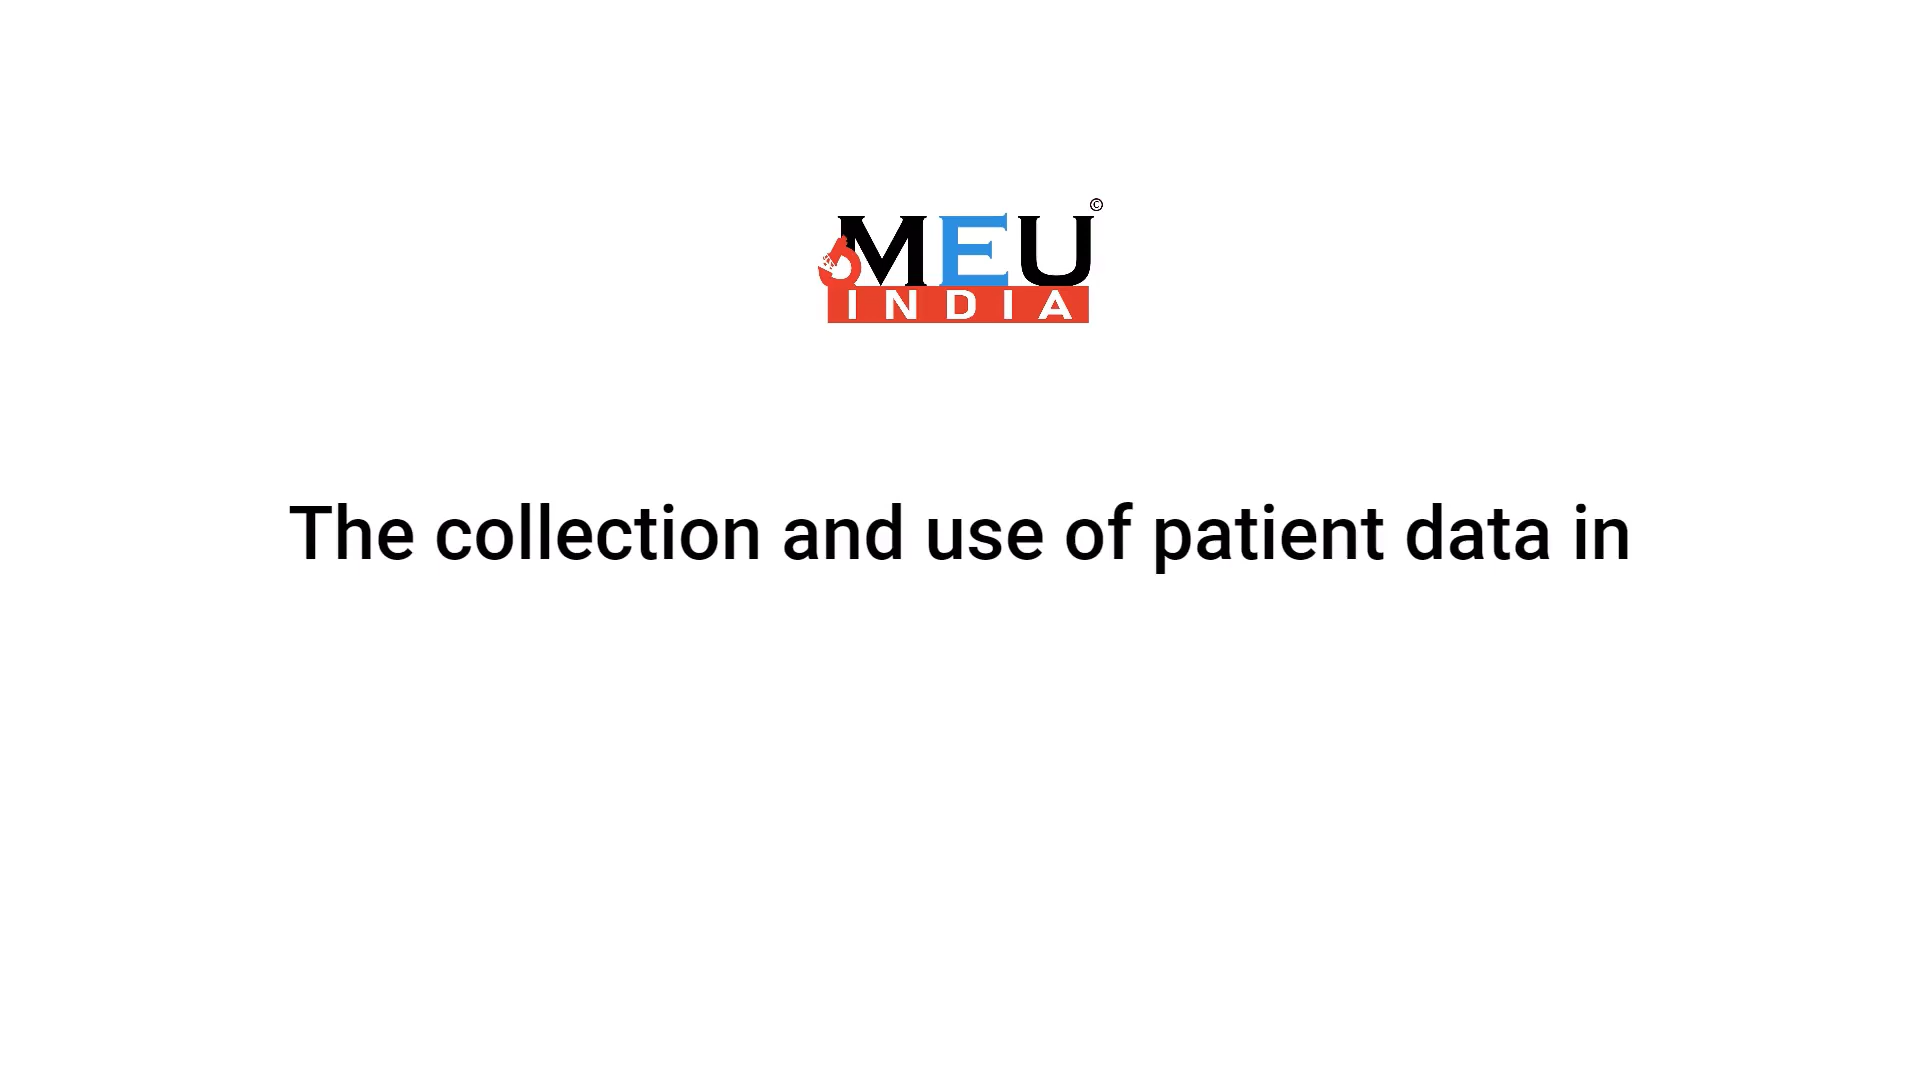 MEU©
INDIA
The collection and use of patient data in